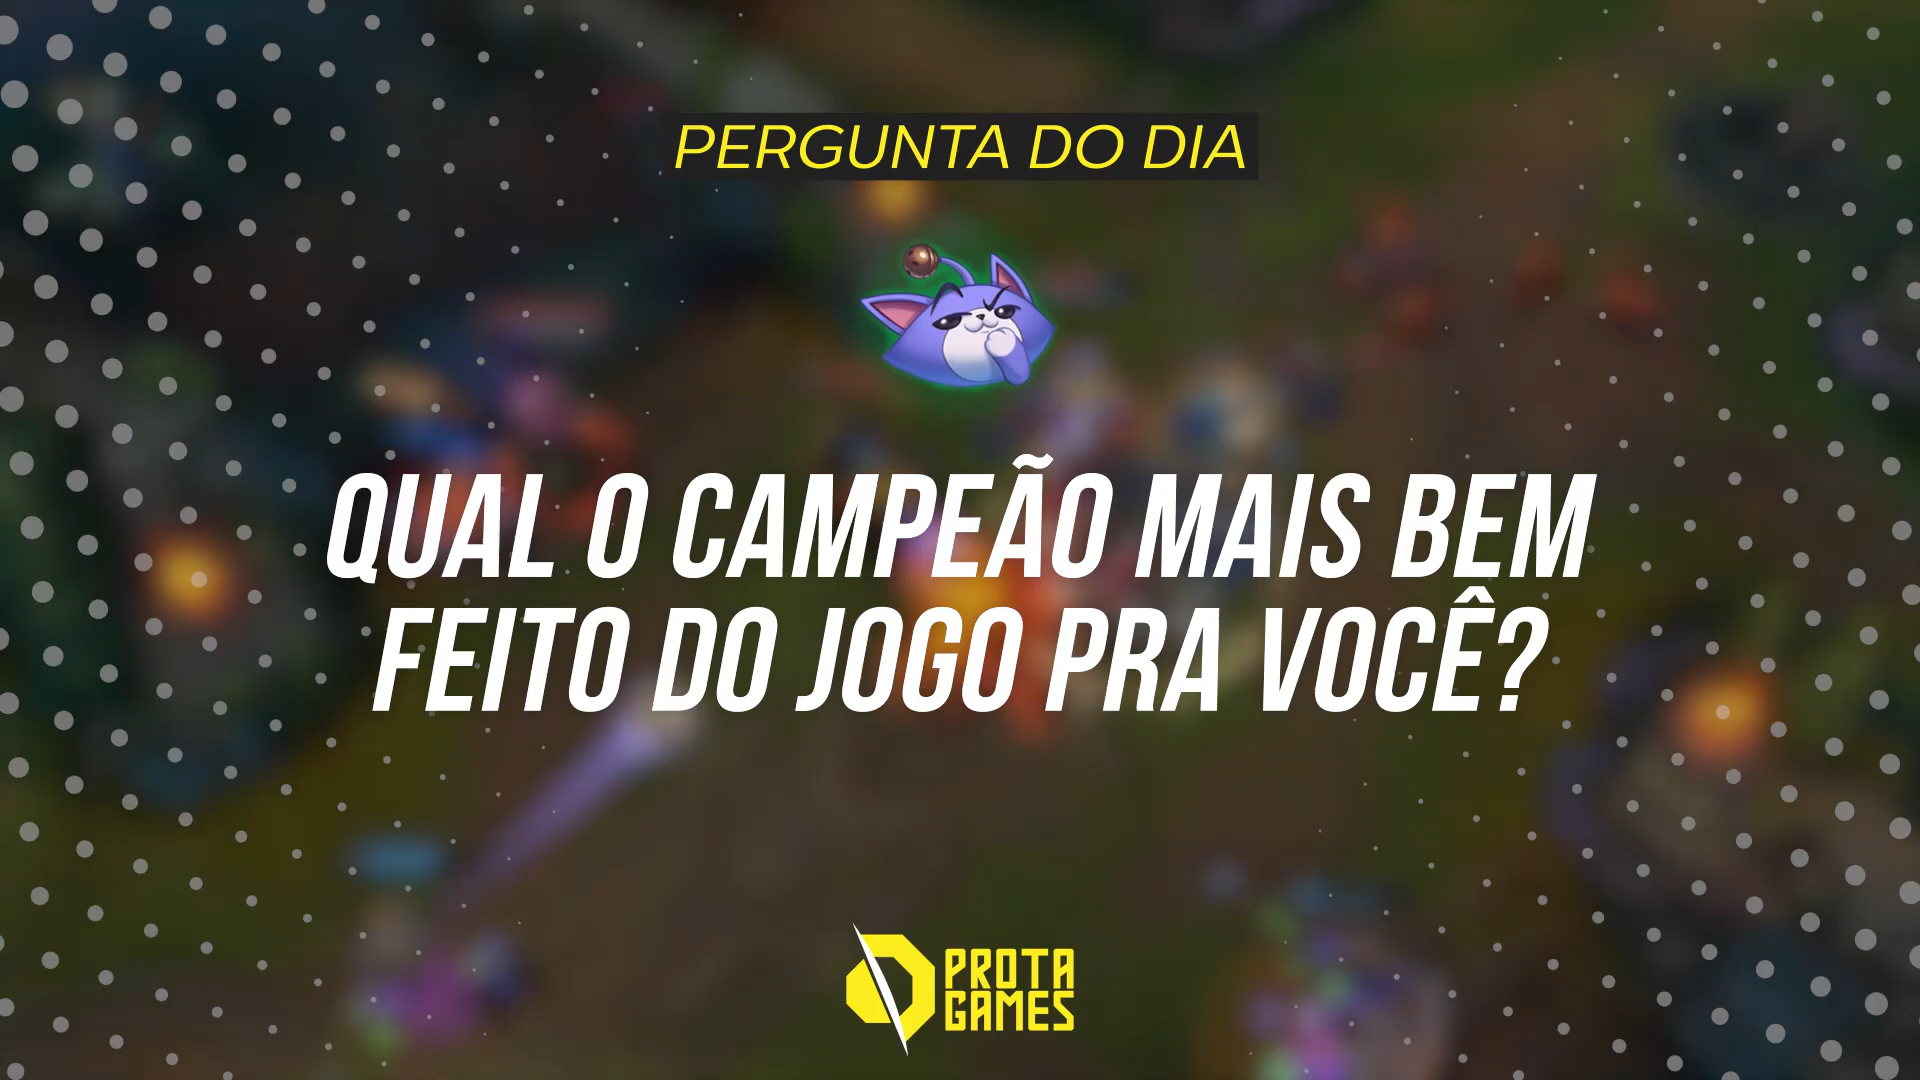 PERGUNTA DO DIA
QUAL O CAMPEÃO MAIS BEM
FEITO DO JOGO PRA VOCÊ?
PROTA
GAMES